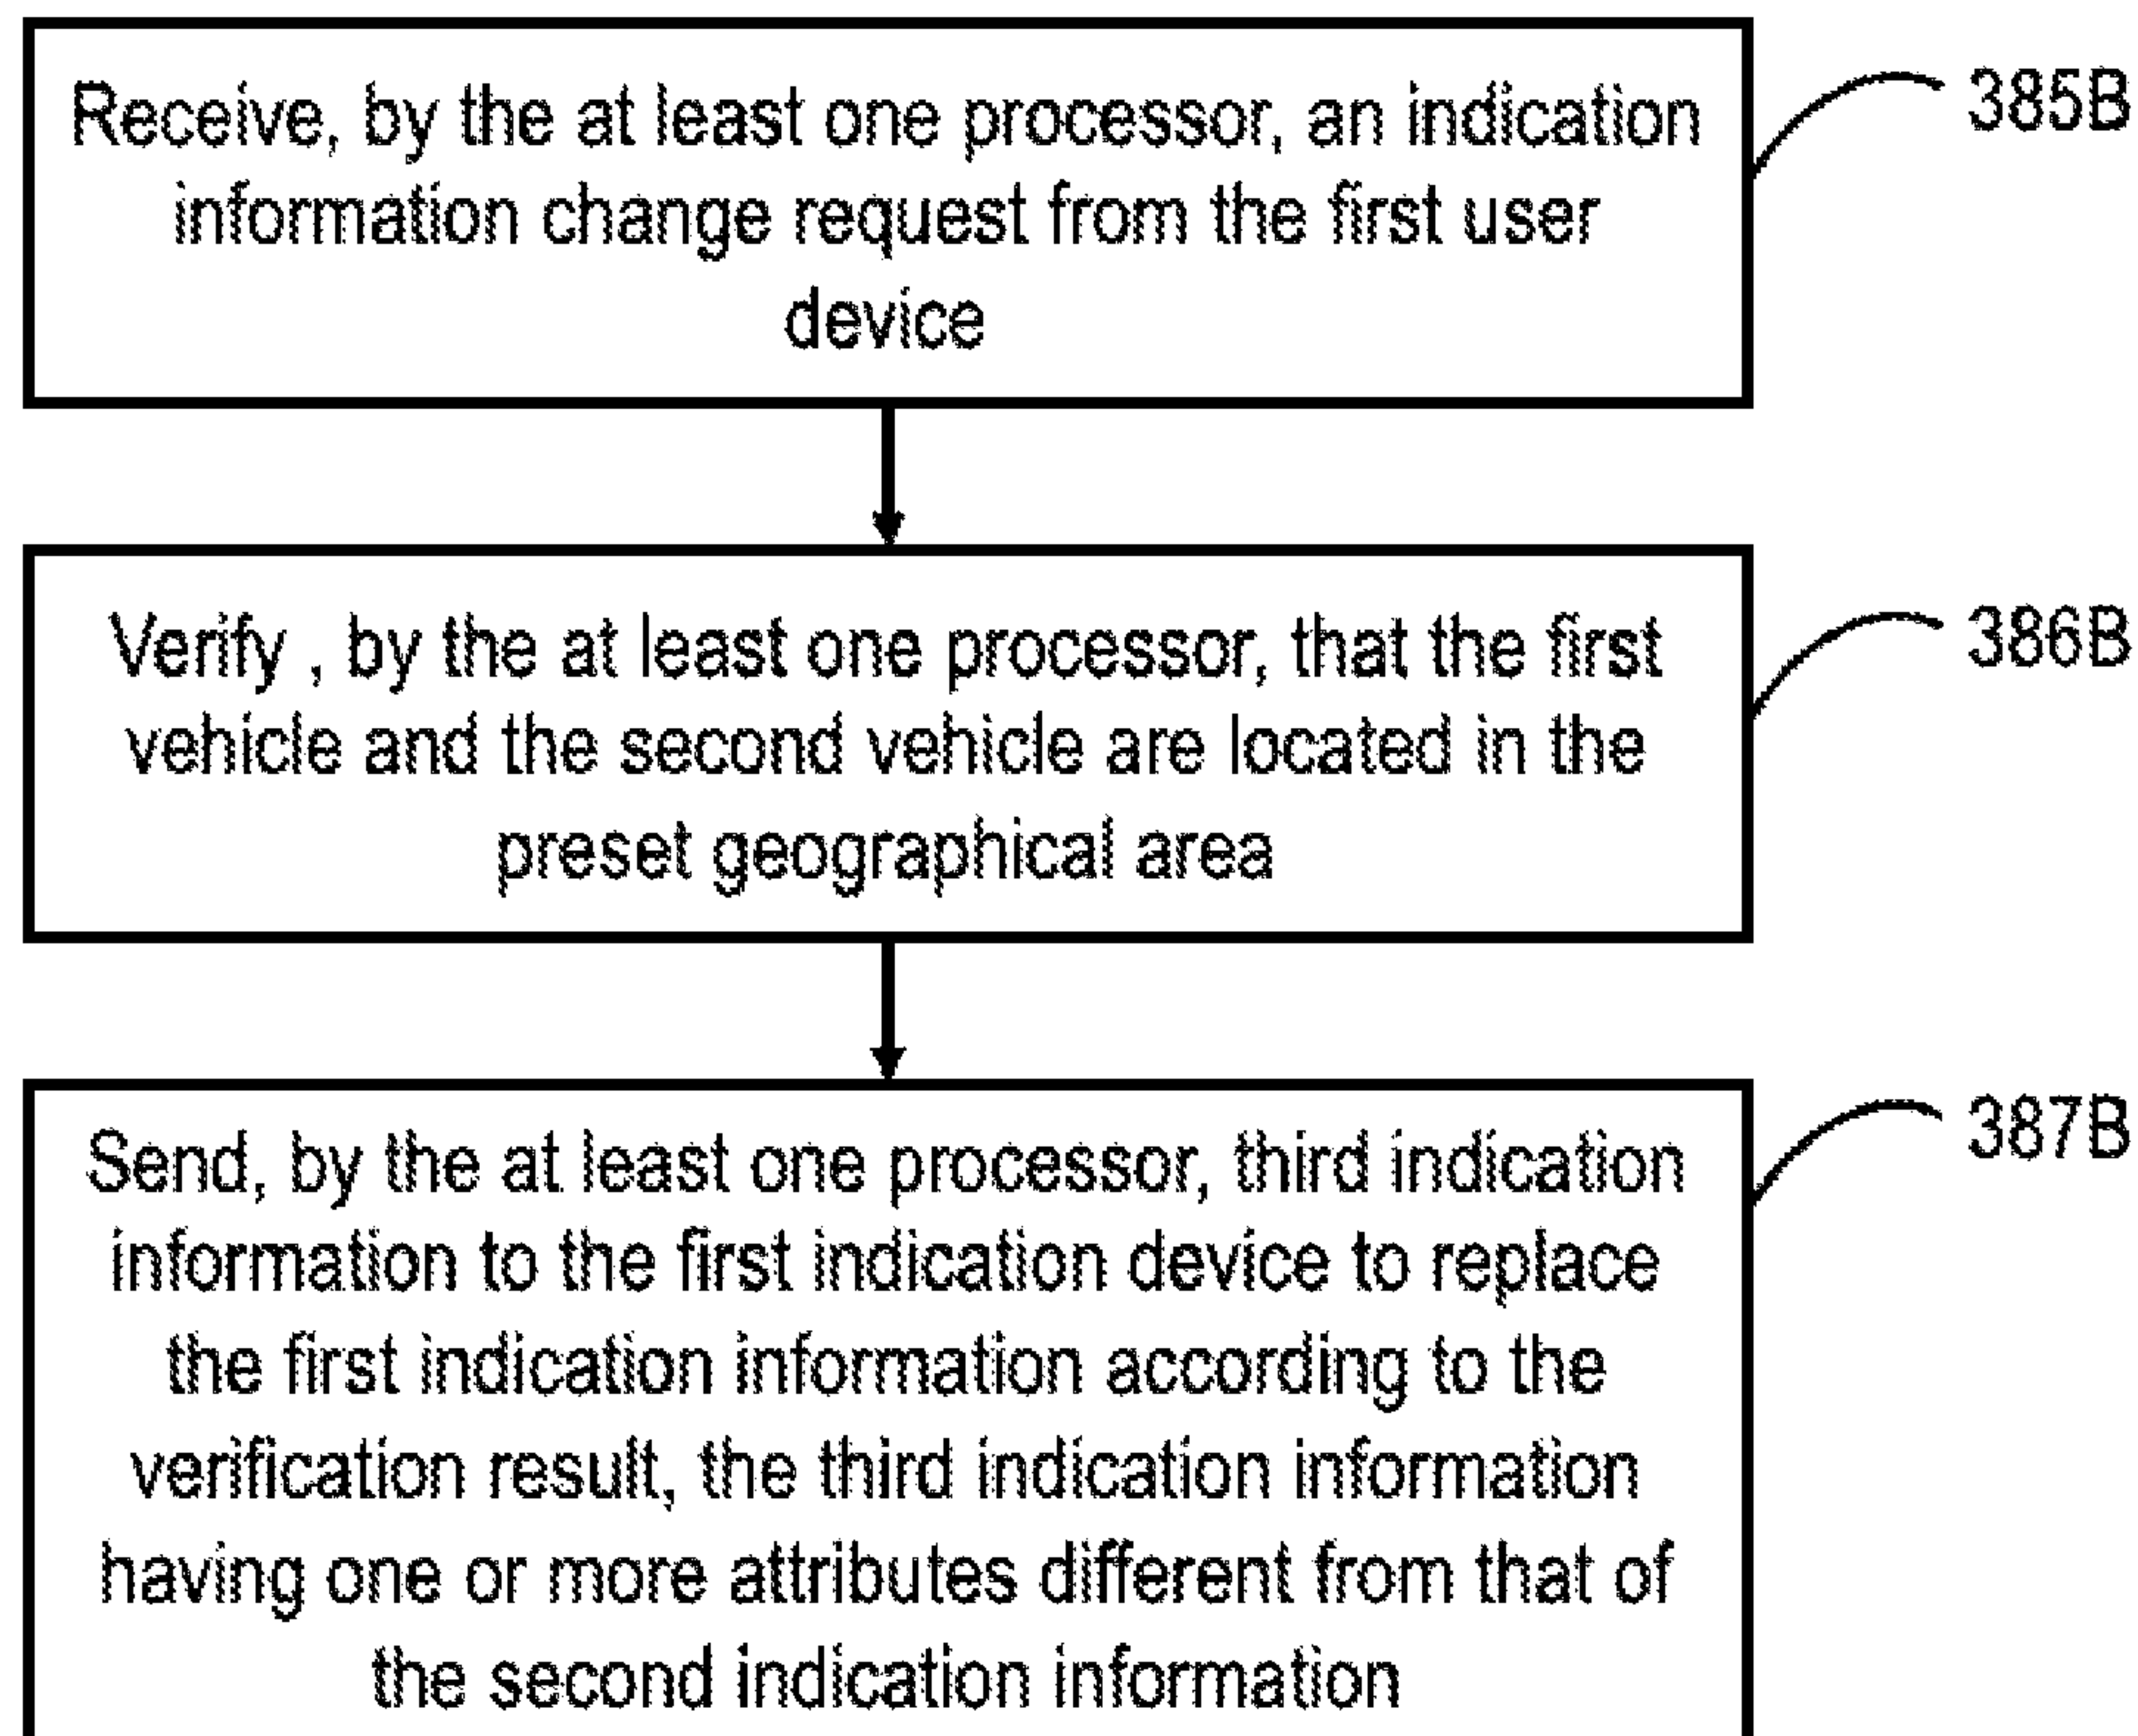 Receive, by the at least one processor, an indication
information change request from the first user
device
385B
Verify , by the at least one processor, that the first
vehicle and the second vehicle are located in the
preset geographical area
386B
Send, by the at least one processor, third indication
information to the first indication device to replace
the first indication information according to the
verification result, the third indication information
having one or more attributes different from that of
the second indication information
387B